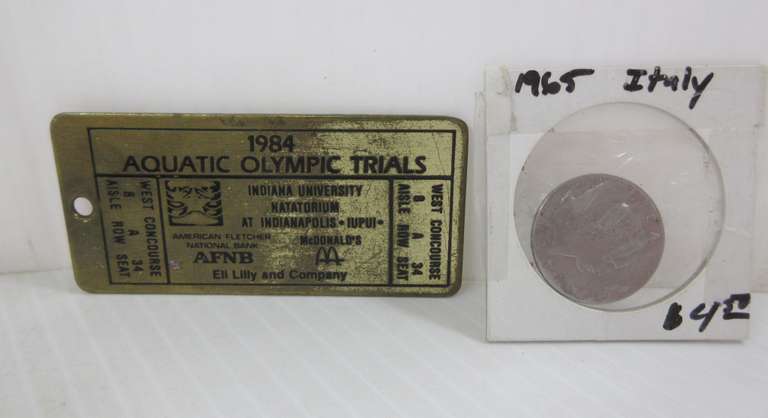 1984
AQUATIC OLYMPIC TRIALS
WEST CONCOURSE
8 A 34
AISLE ROW SEAT
INDIANA UNIVERSITY
NATATORIUM
AT INDIANAPOLIS • IUPUI •
AMERICAN FLETCHER
NATIONAL BANK
AFNB
McDONALD'S
Eli Lilly and Company
WEST CONCOURSE
8 A 34
AISLE ROW SEAT
1965 Italy
$4